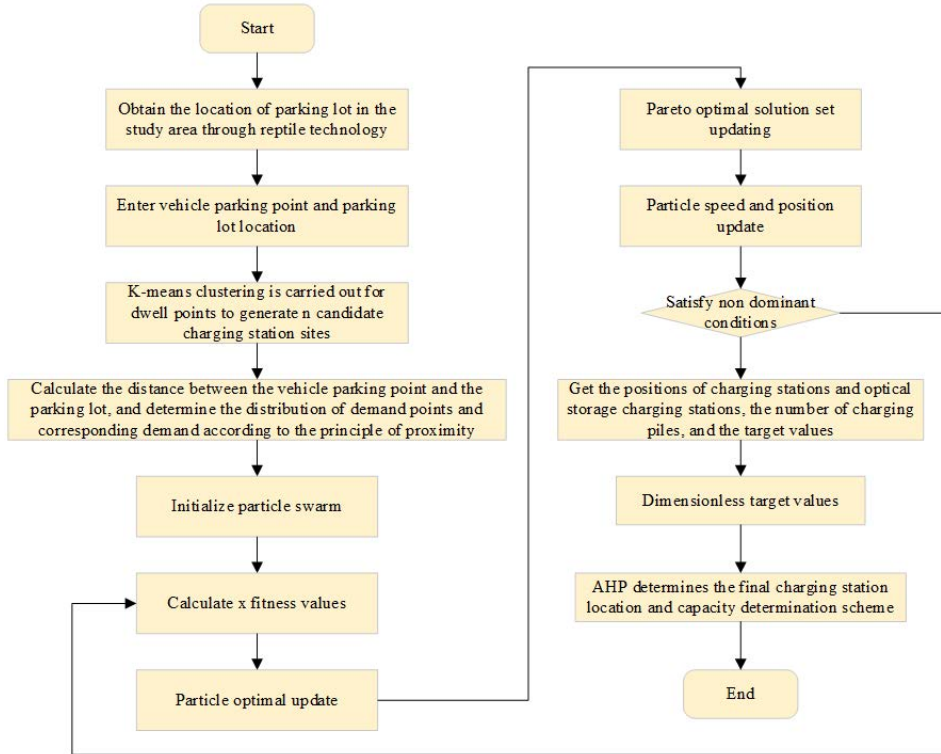 Start
Obtain the location of parking lot in the
study area through reptile technology
Enter vehicle parking point and parking
lot location
K-means clustering is carried out for
dwell points to generate n candidate
charging station sites
Calculate the distance between the vehicle parking point and the
parking lot, and determine the distribution of demand points and
corresponding demand according to the principle of proximity
Initialize particle swarm
Calculate x fitness values
Particle optimal update
Pareto optimal solution set
updating
Particle speed and position
update
Satisfy non dominant
conditions
Get the positions of charging stations and optical
storage charging stations, the number of charging
piles, and the target values
Dimensionless target values
AHP determines the final charging station
location and capacity determination scheme
End